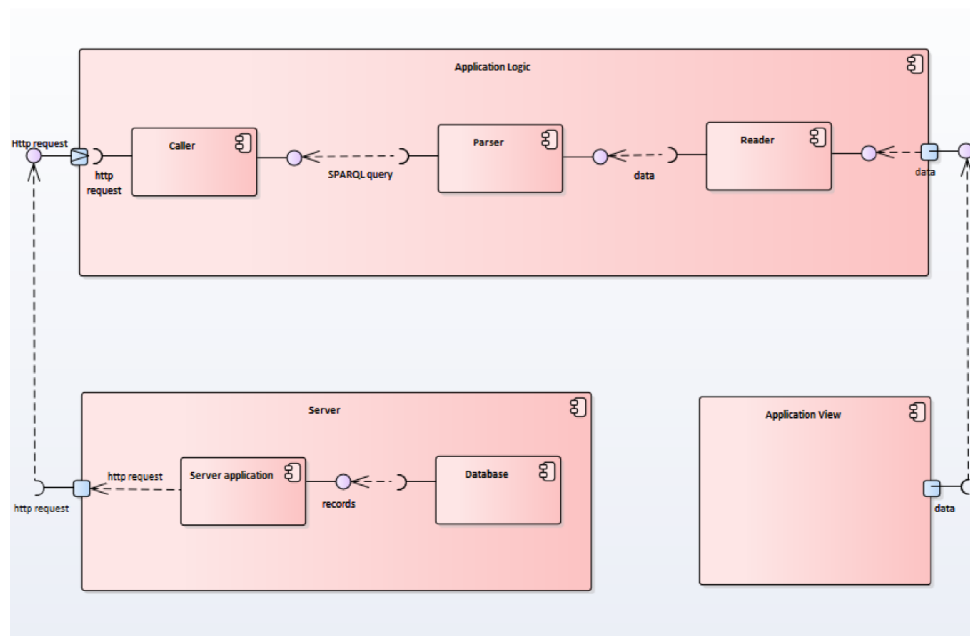 Application Logic
Http request
Caller
Parser
Reader
http
request
SPARQL query
data
data
Server
Application View
Server application
http request
Database
records
http request
data